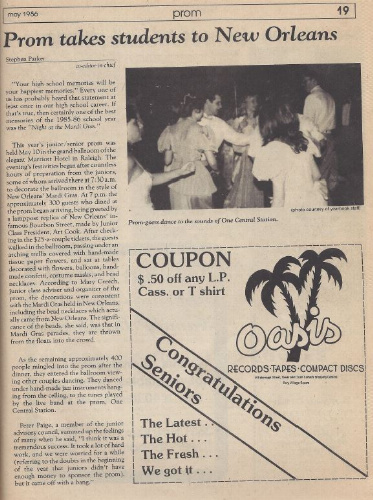 may 1986
prom
19
Prom takes students to New Orleans
Stephen Parker
co-editor in chief
"Your high school memories will be
your happiest memories." Every one of
us has probably heard that statement at
least once in our high school career. If
that's true, then certainly one of the best
memories of the 1985-86 school year
was the "Night at the Mardi Gras."
This year's junior/senior prom was
held May 10 in the grand ballroom of the
elegant Marriott Hotel in Raleigh. The
evening's festivities began after countless
hours of preparation from the juniors,
some of whom arrived there at 7:30 a.m.
to decorate the ballroom in the style of
New Orleans' Mardi Gras. At 7 p.m. the
approximately 300 guests who dined at
the prom began arriving, being greeted by
a lamppost replica of New Orleans' in-
famous Bourbon Street, made by Junior
Class President, Art Cook. After check-
ing in the $25-a-couple tickets, the guests
walked in the ballroom, passing under an
arching trellis covered with hand-made
tissue paper flowers, and sat at tables
decorated with flowers, balloons, hand-
made confetti, costume masks and bead
necklaces. According to Mary Creech,
junior class adviser and organizer of the
prom, the decorations were consistent
with the Mardi Gras held in New Orleans
including the bead necklaces which actu-
ally came from New Orleans. The signifi-
cance of the beads, she said, was that in
Mardi Gras parades, they are thrown
from the floats into the crowd.
As the remaining approximately 400
people mingled into the prom after the
dinner, they entered the ballroom view-
ing other couples dancing. They danced
under hand-made jazz instruments hang-
ing from the ceiling, to the tunes played
by the live band at the prom, One
Central Station.
Peter Paige, a member of the junior
advisory council, summed up the feelings
of many when he said, "I think it was a
tremendous success. It took a lot of hard
work, and we were worried for a while
(referring to the doubts in the beginning
of the year that juniors didn't have
enough money to sponsor the prom)
but it came off with a bang."
(photo courtesy of yearbook staff)
Prom-goers dance to the sounds of One Central Station.
COUPON
$ .50 off any L.P.
Cass. or T shirt
Oasis
RECORDS·TAPES·COMPACT DISCS
Congratulations
Seniors
The Latest . .
The Hot . . .
The Fresh . . .
We got it . . .